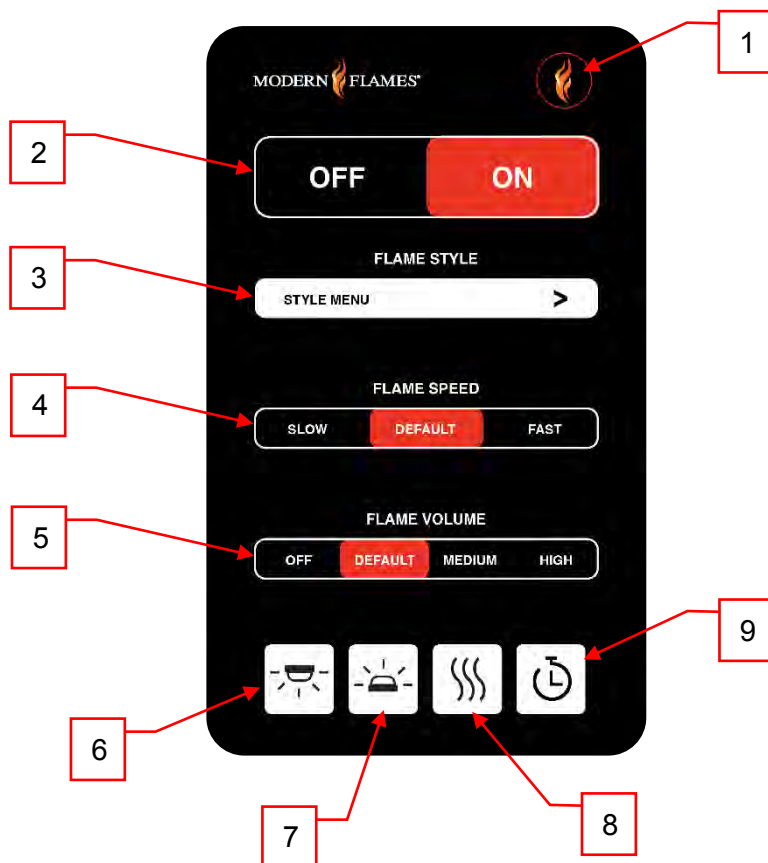 1
MODERN FLAMES®
2
OFF ON
FLAME STYLE
3
STYLE MENU >
FLAME SPEED
4
SLOW DEFAULT FAST
FLAME VOLUME
5
OFF DEFAULT MEDIUM HIGH
9
6
7
8